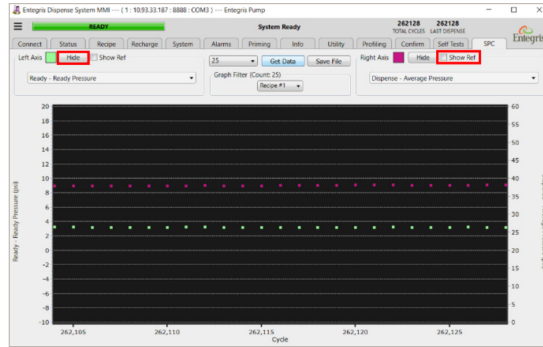 Entegris Dispense System MMI --- ( 1 : 10.93.33.187 : 8888 : COM3 ) --- Entegris Pump
READY
System Ready
262128
TOTAL CYCLES
262128
LAST DISPENSE
Entegris
Connect Status Recipe Recharge System Alarms Priming Info Utility Profiling Confirm Self Tests SPC
Left Axis Hide Show Ref
25 Get Data Save File
Right Axis Hide Show Ref
Ready - Ready Pressure
Graph Filter (Count: 25)
Recipe #1
Dispense - Average Pressure
Ready - Ready Pressure (psi)
20
18
16
14
12
10
8
6
4
2
0
-2
-4
-6
-8
-10
60
55
50
45
40
35
30
25
20
15
10
5
0
262,105 262,110 262,115 262,120 262,125
Cycle